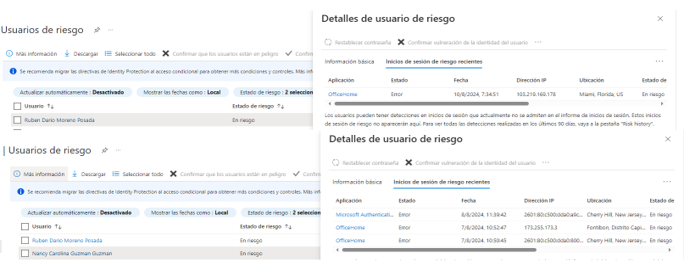 Usuarios de riesgo
Más información Descargar Seleccionar todo Confirmar que los usuarios están en peligro Confirmar
Se recomienda migrar las directivas de Identity Protection al acceso condicional para obtener más condiciones y controles. Más
Actualizar automáticamente : Desactivado Mostrar las fechas como : Local Estado de riesgo : 2 seleccion
Usuario Estado de riesgo
Ruben Dario Moreno Posada En riesgo
Detalles de usuario de riesgo
Restablecer contraseña Confirmar vulneración de la identidad del usuario
Información básica Inicios de sesión de riesgo recientes
Aplicación Estado Fecha Dirección IP Ubicación Estado de
OfficeHome Error 10/8/2024, 7:34:51 Miami, Florida, US En riesgo
Los usuarios pueden tener detecciones en inicios de sesión que actualmente no se admitan en el informe de inicios de sesión. Estos inicios
de sesión de riesgo no aparecerán aquí. Para ver todas las detecciones realizadas en los últimos 90 días, vaya a la pestaña "Risk history".
Usuarios de riesgo
Más información Descargar Seleccionar todo Confirmar que los usuarios están en peligro
Se recomienda migrar las directivas de Identity Protection al acceso condicional para obtener más condiciones y controles. Más
Actualizar automáticamente : Desactivado Mostrar las fechas como : Local Estado de riesgo : 2 seleccion
Usuario Estado de riesgo
Ruben Dario Moreno Posada En riesgo
Nancy Carolina Guzman Guzman En riesgo
Detalles de usuario de riesgo
Restablecer contraseña Confirmar vulneración de la identidad del usuario
Información básica Inicios de sesión de riesgo recientes
Aplicación Estado Fecha Dirección IP Ubicación Estado de
Microsoft Authenticati... Error 8/8/2024, 11:39:42 Cherry Hill, New Jersey... En riesgo
OfficeHome Error 7/8/2024, 10:52:47 173.255.173.3 Fontibon, Distrito Capi... En riesgo
OfficeHome Error 7/8/2024, 10:50:45 Cherry Hill, New Jersey... En riesgo